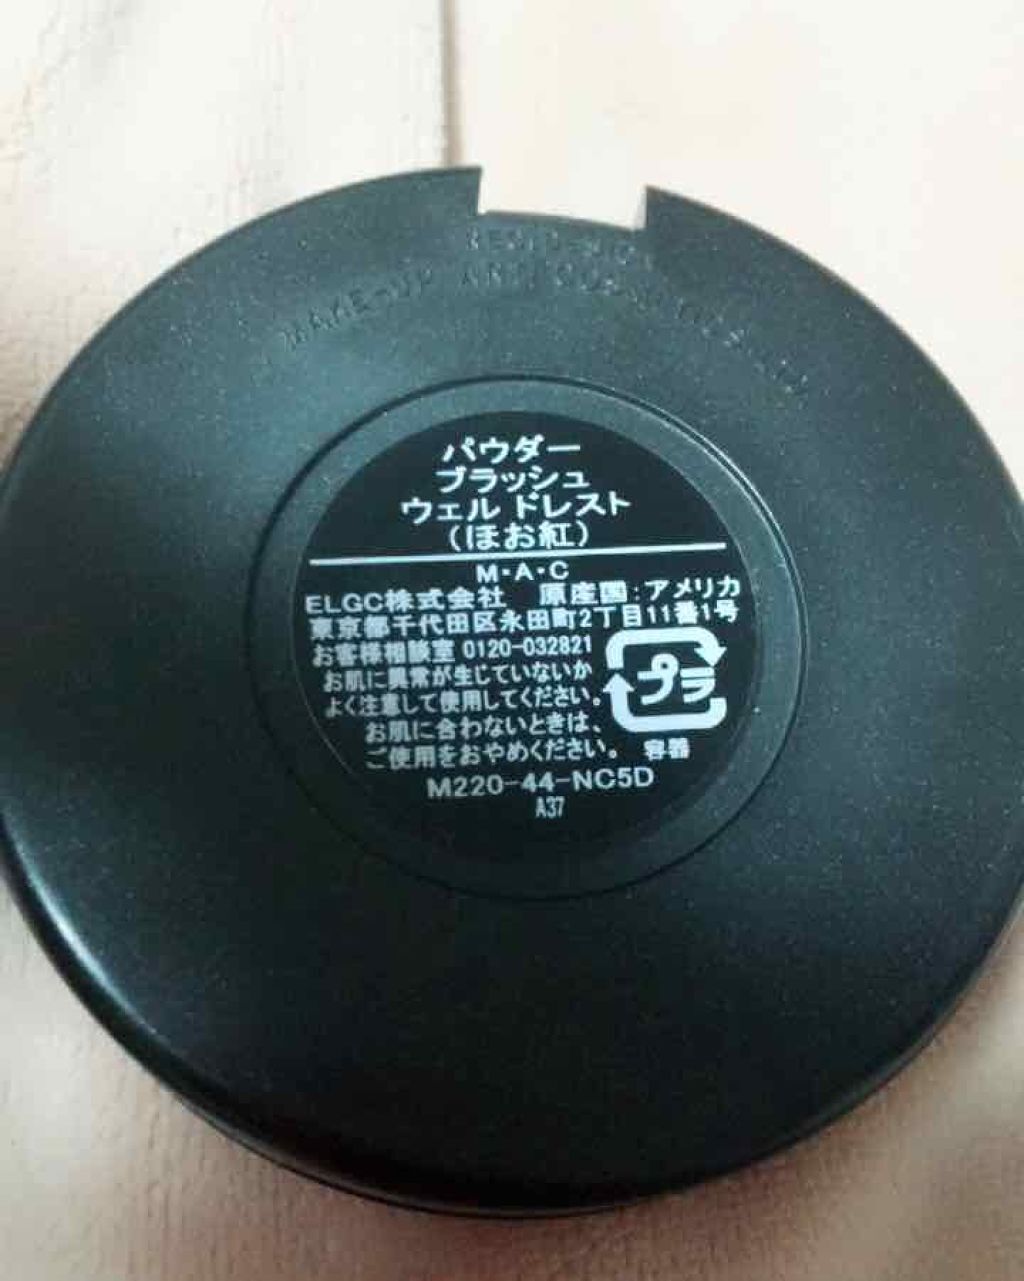 MAKE-UP ART
パウダー
ブラッシュ
ウェル ドレスト
(ほお紅)
M・A・C
ELGC株式会社 原産国:アメリカ
東京都千代田区永田町2丁目11番1号
お客様相談室 0120-032821
お肌に異常が生じていないか
よく注意して使用してください。
お肌に合わないときは、
ご使用をおやめください。
プラ
容器
M220-44-NC5D
A37